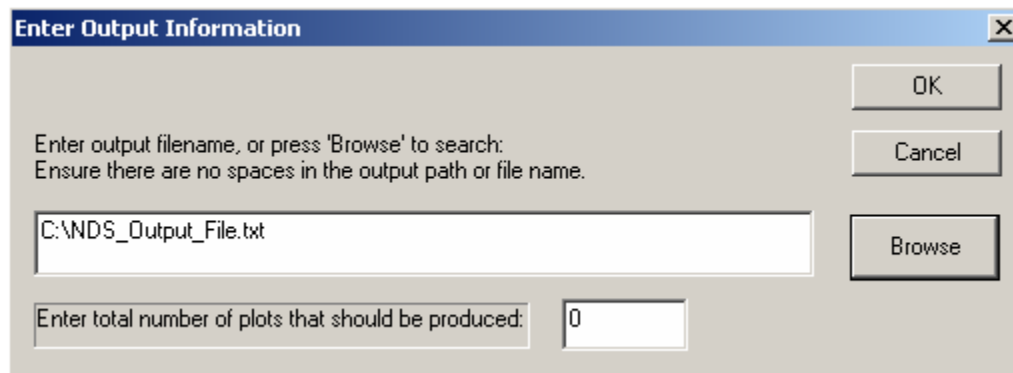 Enter Output Information
OK
Enter output filename, or press 'Browse' to search:
Ensure there are no spaces in the output path or file name.
Cancel
C:\NDS_Output_File.txt
Browse
Enter total number of plots that should be produced:
0